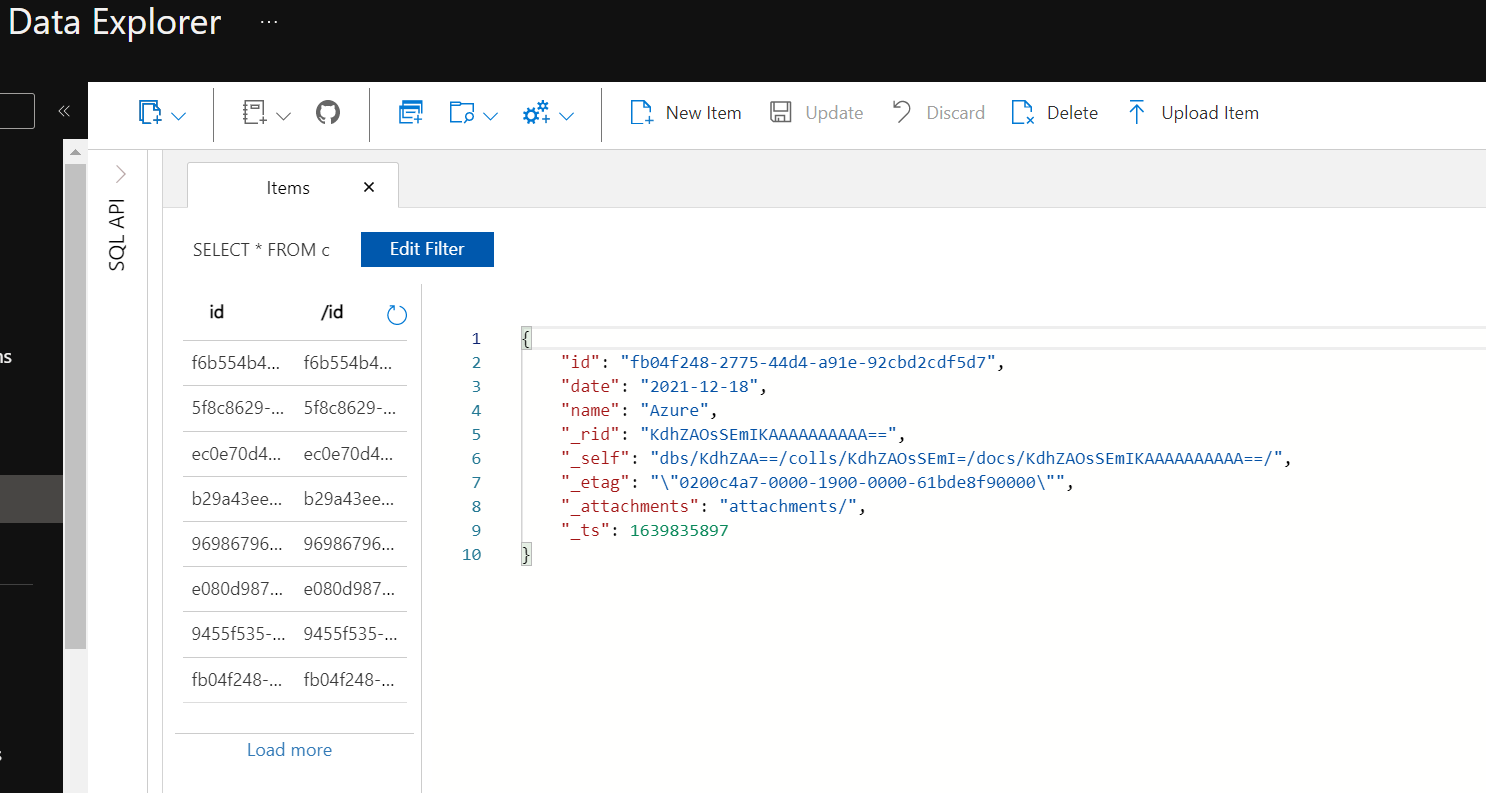 Data Explorer ...
«
New Item Update Discard Delete Upload Item
SQL API
Items ×
SELECT * FROM c Edit Filter
id /id
f6b554b4... f6b554b4...
5f8c8629-... 5f8c8629-...
ec0e70d4... ec0e70d4...
b29a43ee... b29a43ee...
96986796... 96986796...
e080d987... e080d987...
9455f535-... 9455f535-...
fb04f248-... fb04f248-...
Load more
1 {
2 "id": "fb04f248-2775-44d4-a91e-92cbd2cdf5d7",
3 "date": "2021-12-18",
4 "name": "Azure",
5 "_rid": "KdhZAOsSEmIKAAAAAAAAAA==",
6 "_self": "dbs/KdhZAA==/colls/KdhZAOsSEmI=/docs/KdhZAOsSEmIKAAAAAAAAAA==/",
7 "_etag": "\"0200c4a7-0000-1900-0000-61bde8f90000\"",
8 "_attachments": "attachments/",
9 "_ts": 1639835897
10 }